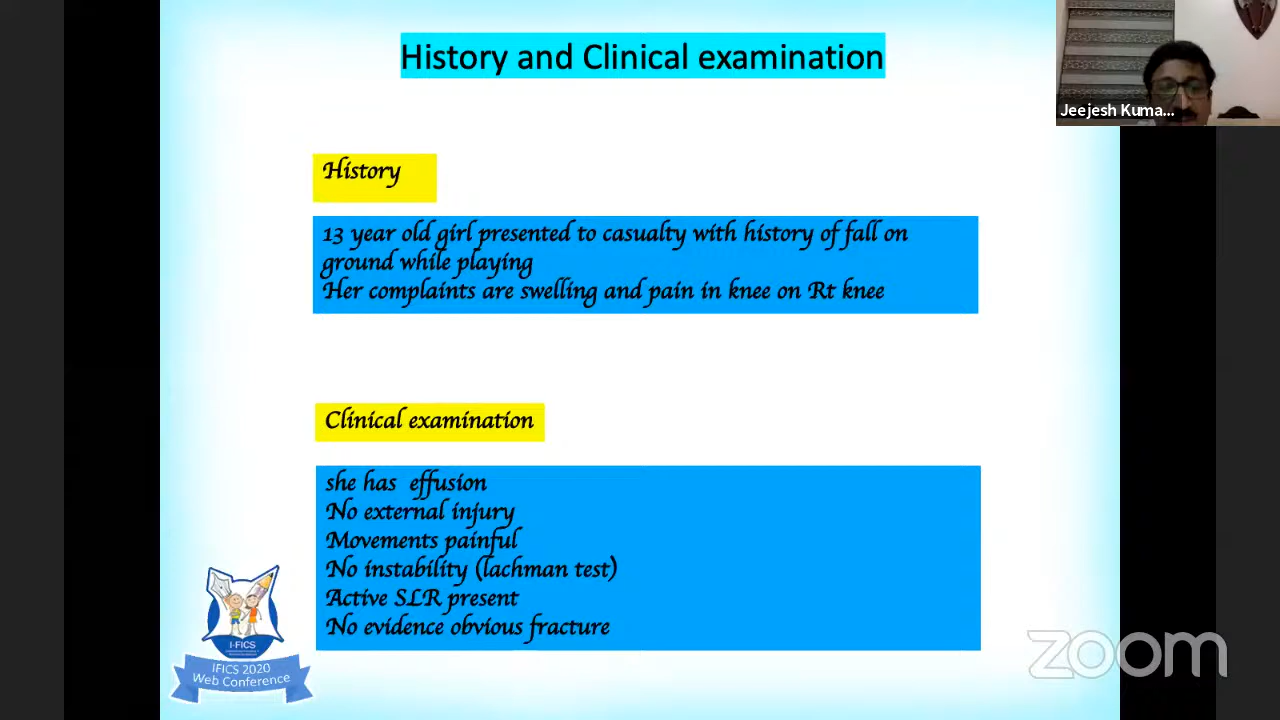 History and Clinical examination
Jeejesh Kuma...
History
13 year old girl presented to casualty with history of fall on
ground while playing
Her complaints are swelling and pain in knee on Rt knee
Clinical examination
she has effusion
No external injury
Movements painful
No instability (lachman test)
Active SLR present
No evidence obvious fracture
I-FICS
IFICS 2020
Web Conference
zoom